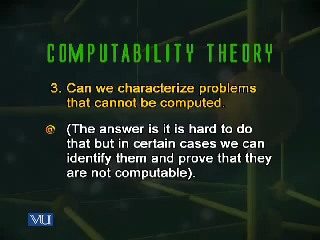 COMPUTABILITY THEORY
3. Can we characterize problems
that cannot be computed.
@ (The answer is it is hard to do
that but in certain cases we can
identify them and prove that they
are not computable).
VU